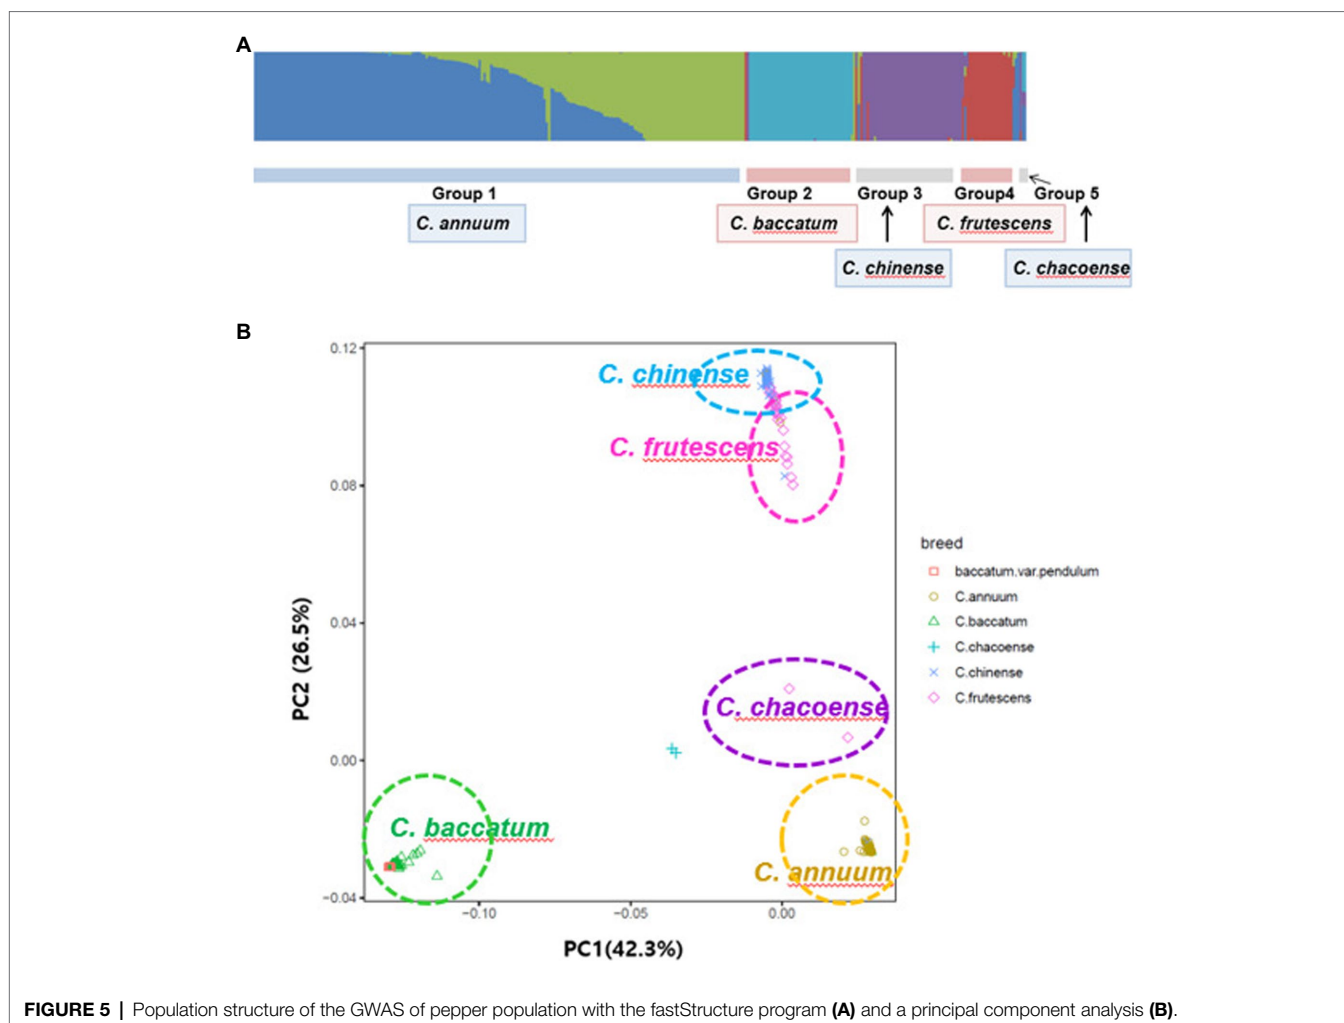 A
Group 1
Group 2
Group 3
Group4
Group 5
C. annuum
C. baccatum
C. frutescens
C. chinense
C. chacoense
B
0.12
0.08
0.04
0.00
−0.04
PC2 (26.5%)
C. chinense
C. frutescens
C. chacoense
C. baccatum
C. annuum
−0.10
−0.05
0.00
PC1(42.3%)
breed
baccatum.var.pendulum
C.annuum
C.baccatum
C.chacoense
C.chinense
C.frutescens
FIGURE 5 | Population structure of the GWAS of pepper population with the fastStructure program (A) and a principal component analysis (B).